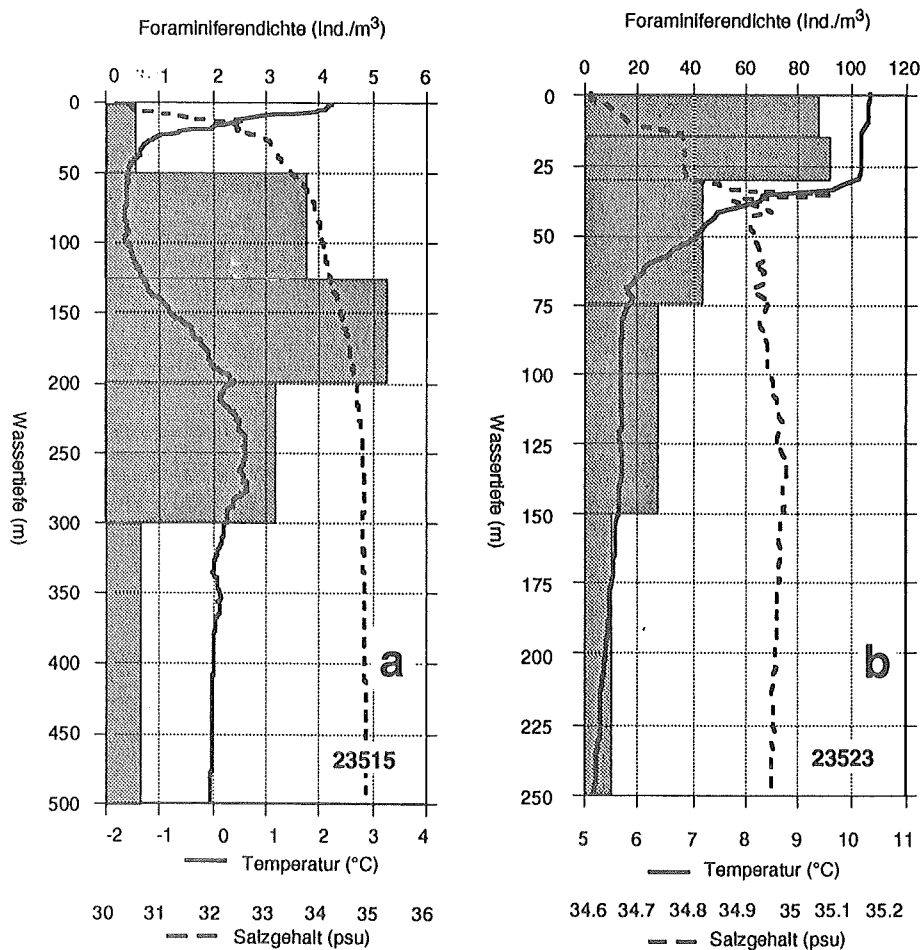 Foraminiferendichte (Ind./m³)
0 1 2 3 4 5 6
0
50
100
150
200
250
300
350
400
450
500
Wassertiefe (m)
a
23515
-2 -1 0 1 2 3 4
Temperatur (°C)
30 31 32 33 34 35 36
Salzgehalt (psu)
Foraminiferendichte (Ind./m³)
0 20 40 60 80 100 120
0
25
50
75
100
125
150
175
200
225
250
Wassertiefe (m)
b
23523
5 6 7 8 9 10 11
Temperatur (°C)
34.6 34.7 34.8 34.9 35 35.1 35.2
Salzgehalt (psu)